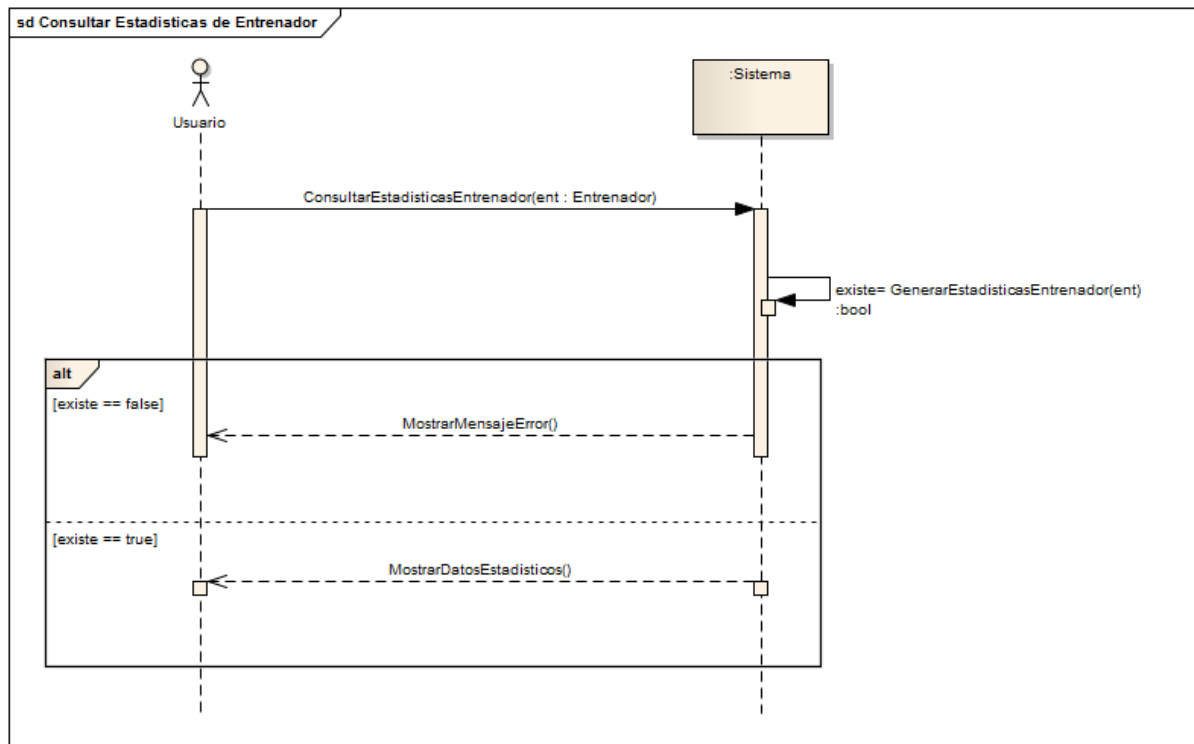 sd Consultar Estadisticas de Entrenador
Usuario
:Sistema
ConsultarEstadisticasEntrenador(ent : Entrenador)
existe= GenerarEstadisticasEntrenador(ent)
:bool
alt
[existe == false]
MostrarMensajeError()
[existe == true]
MostrarDatosEstadisticos()